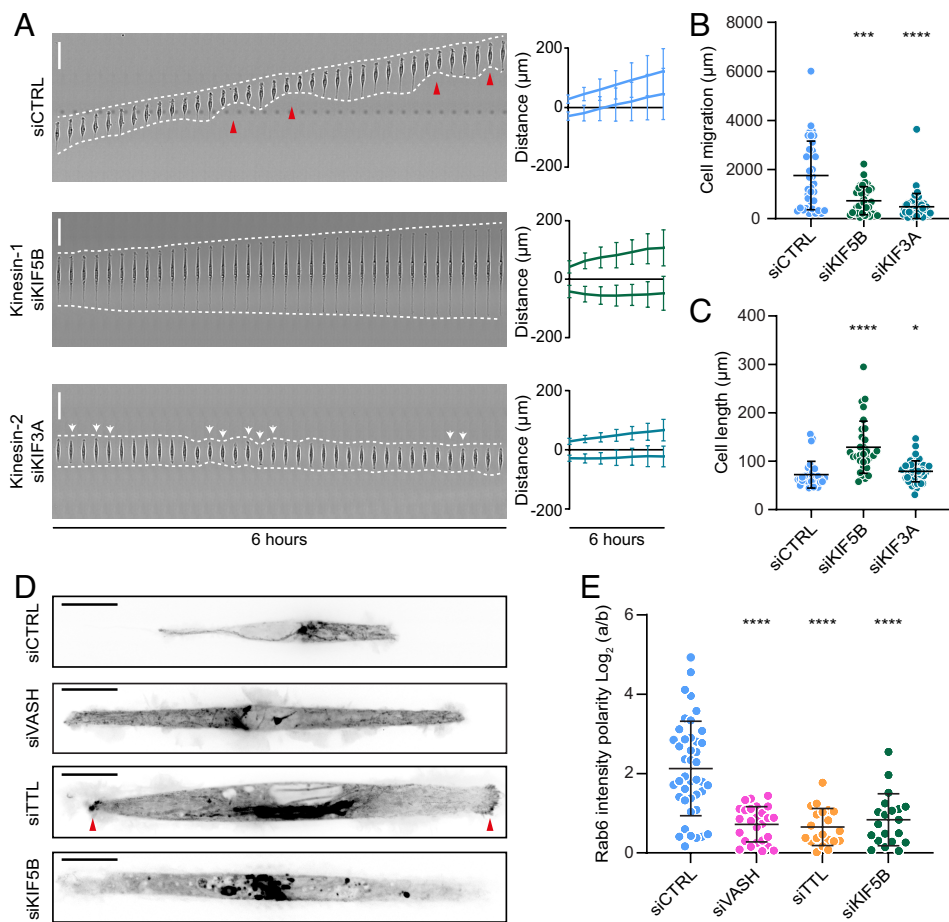 A
siCTRL
200
0
-200
Distance (µm)
Kinesin-1
siKIF5B
200
0
-200
Distance (µm)
Kinesin-2
siKIF3A
200
0
-200
Distance (µm)
6 hours
6 hours
B
Cell migration (µm)
8000
6000
4000
2000
0
*** ****
siCTRL
siKIF5B
siKIF3A
C
Cell length (µm)
400
300
200
100
0
**** *
siCTRL
siKIF5B
siKIF3A
D
siCTRL
siVASH
siTTL
siKIF5B
E
Rab6 intensity polarity Log2 (a/b)
6
4
2
0
**** **** ****
siCTRL
siVASH
siTTL
siKIF5B